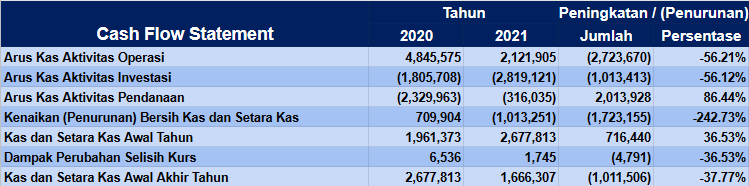 Cash Flow Statement Tahun Peningkatan / (Penurunan)
2020 2021 Jumlah Persentase
Arus Kas Aktivitas Operasi 4,845,575 2,121,905 (2,723,670) -56.21%
Arus Kas Aktivitas Investasi (1,805,708) (2,819,121) (1,013,413) -56.12%
Arus Kas Aktivitas Pendanaan (2,329,963) (316,035) 2,013,928 86.44%
Kenaikan (Penurunan) Bersih Kas dan Setara Kas 709,904 (1,013,251) (1,723,155) -242.73%
Kas dan Setara Kas Awal Tahun 1,961,373 2,677,813 716,440 36.53%
Dampak Perubahan Selisih Kurs 6,536 1,745 (4,791) -36.53%
Kas dan Setara Kas Awal Akhir Tahun 2,677,813 1,666,307 (1,011,506) -37.77%